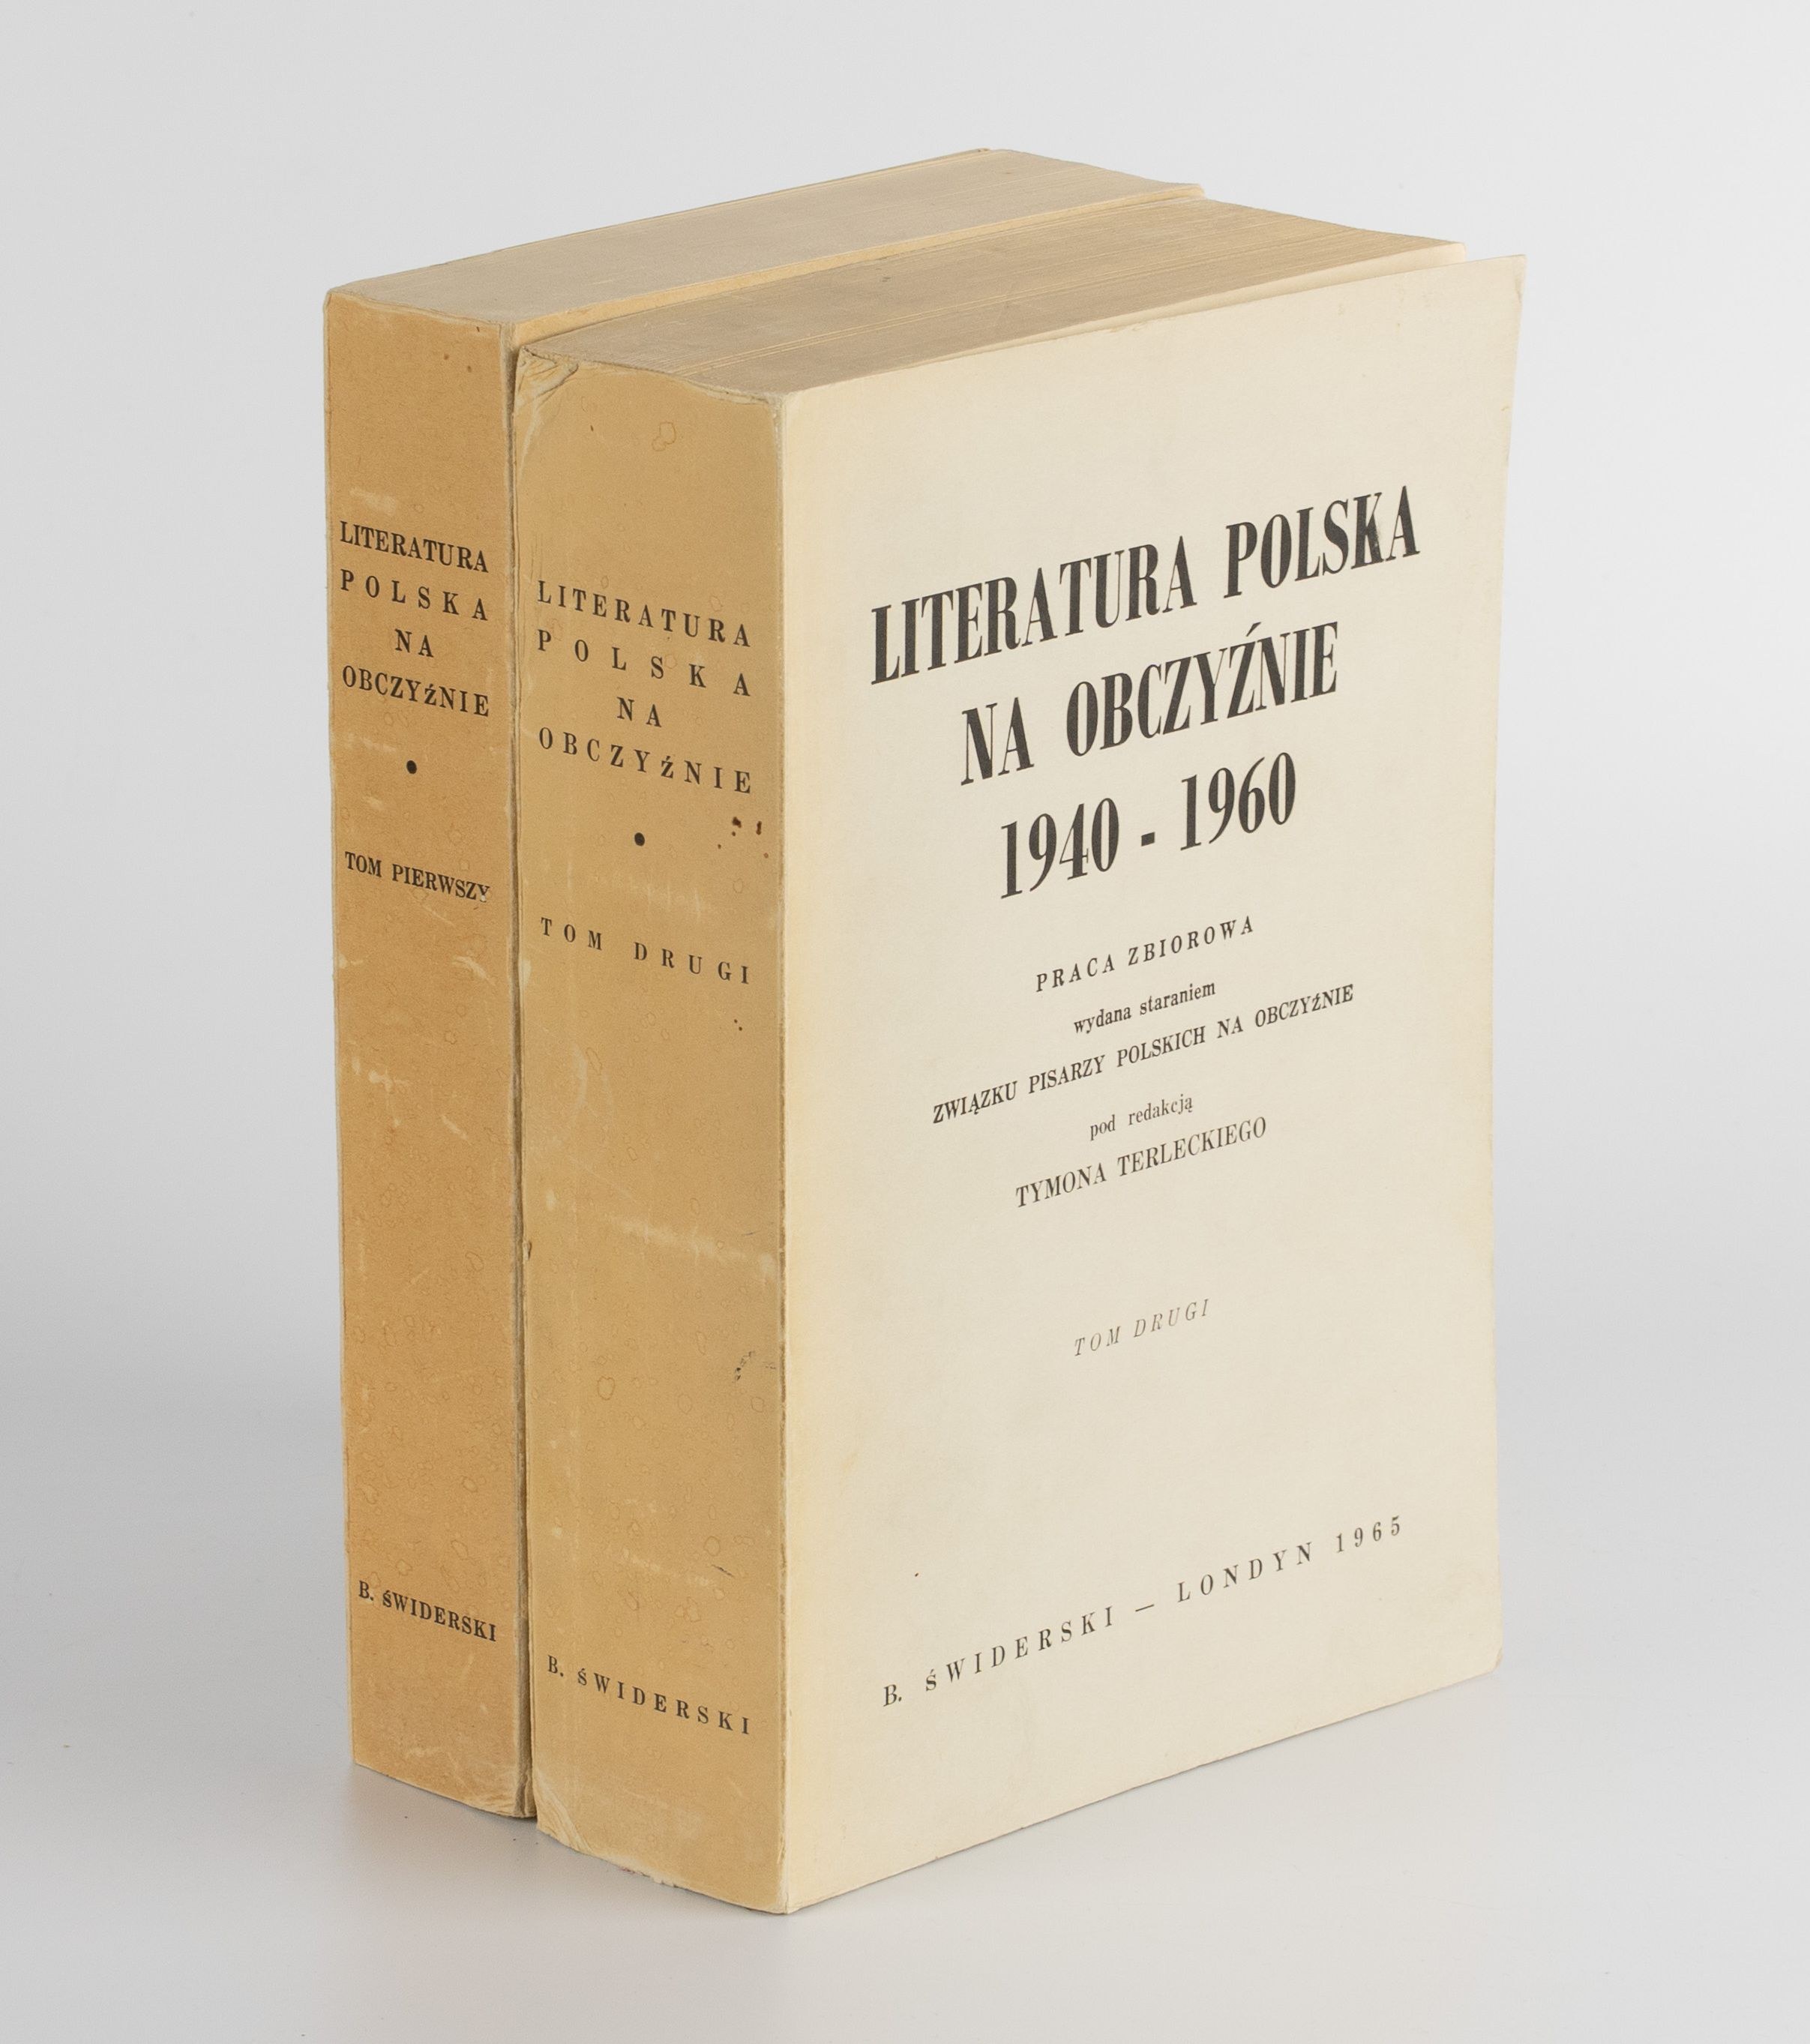 LITERATURA
POLSKA
NA
OBCZYŹNIE
•
TOM PIERWSZY
B. ŚWIDERSKI
LITERATURA
POLSKA
NA
OBCZYŹNIE
•
TOM DRUGI
B. ŚWIDERSKI
LITERATURA POLSKA
NA OBCZYŹNIE
1940 - 1960
PRACA ZBIOROWA
wydana staraniem
ZWIĄZKU PISARZY POLSKICH NA OBCZYŹNIE
pod redakcją
TYMONA TERLECKIEGO
TOM DRUGI
B. ŚWIDERSKI — LONDYN 1965